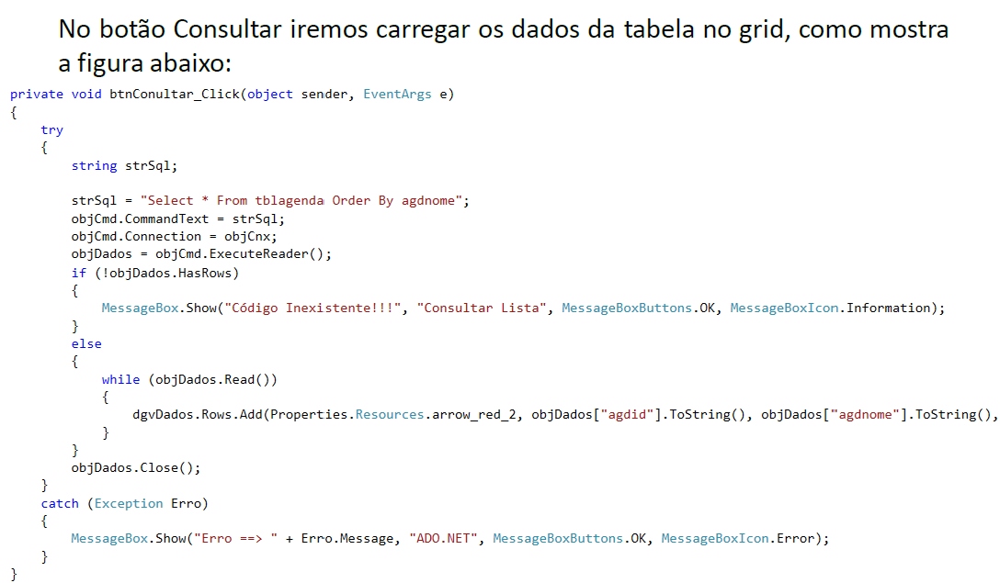 No botão Consultar iremos carregar os dados da tabela no grid, como mostra
a figura abaixo:
private void btnConultar_Click(object sender, EventArgs e)
{
    try
    {
        string strSql;

        strSql = "Select * From tblagenda Order By agdnome";
        objCmd.CommandText = strSql;
        objCmd.Connection = objCnx;
        objDados = objCmd.ExecuteReader();
        if (!objDados.HasRows)
        {
            MessageBox.Show("Código Inexistente!!!", "Consultar Lista", MessageBoxButtons.OK, MessageBoxIcon.Information);
        }
        else
        {
            while (objDados.Read())
            {
                dgvDados.Rows.Add(Properties.Resources.arrow_red_2, objDados["agdid"].ToString(), objDados["agdnome"].ToString(),
            }
        }
        objDados.Close();
    }
    catch (Exception Erro)
    {
        MessageBox.Show("Erro ==> " + Erro.Message, "ADO.NET", MessageBoxButtons.OK, MessageBoxIcon.Error);
    }
}